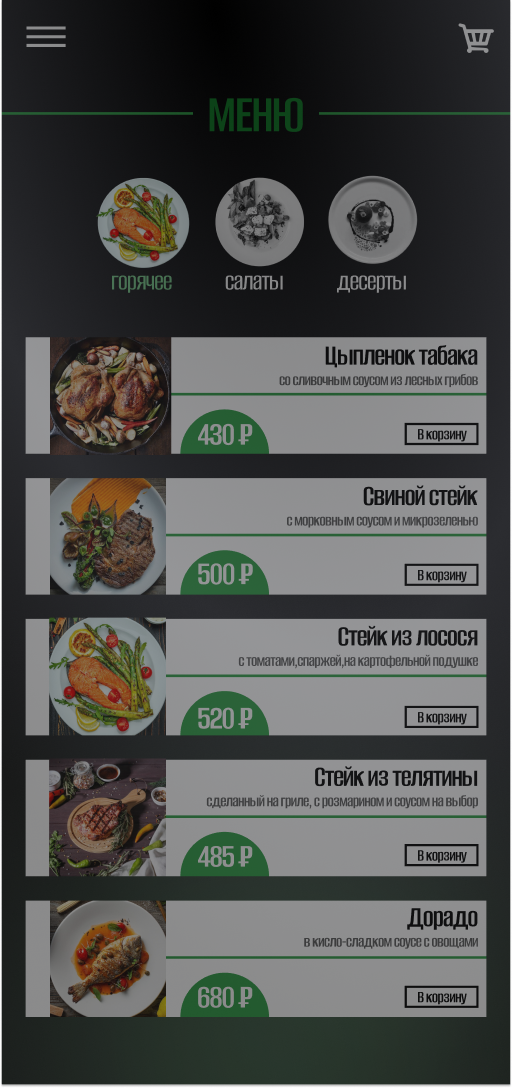 МЕНЮ
горячее
салаты
десерты
Цыпленок табака
со сливочным соусом из лесных грибов
430 ₽
В корзину
Свиной стейк
с морковным соусом и микрозеленью
500 ₽
В корзину
Стейк из лосося
с томатами,спаржей,на картофельной подушке
520 ₽
В корзину
Стейк из телятины
сделанный на гриле, с розмарином и соусом на выбор
485 ₽
В корзину
Дорадо
в кисло-сладком соусе с овощами
680 ₽
В корзину